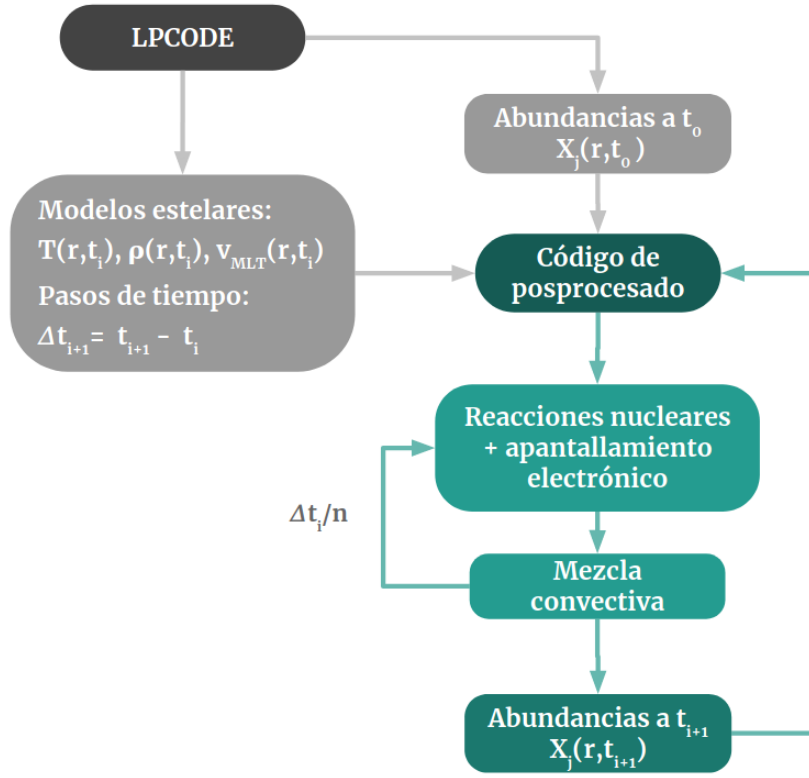 LPCODE
Abundancias a t₀
Xⱼ(r,t₀)
Modelos estelares:
T(r,tᵢ), ρ(r,tᵢ), v_MLT(r,tᵢ)
Pasos de tiempo:
Δtᵢ₊₁= tᵢ₊₁ - tᵢ
Código de
posprocesado
Reacciones nucleares
+ apantallamiento
electrónico
Δtᵢ/n
Mezcla
convectiva
Abundancias a tᵢ₊₁
Xⱼ(r,tᵢ₊₁)